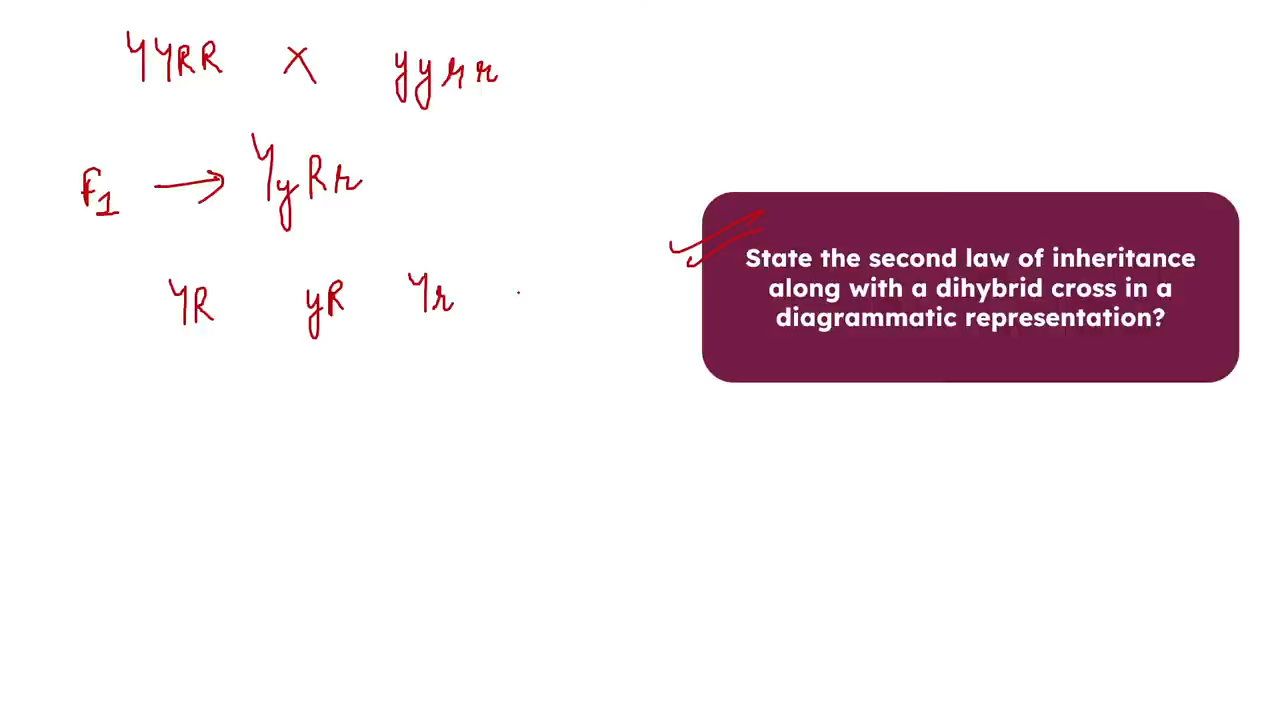 YYRR X yyrr
F1 → YyRr
YR yR Yr
State the second law of inheritance
along with a dihybrid cross in a
diagrammatic representation?